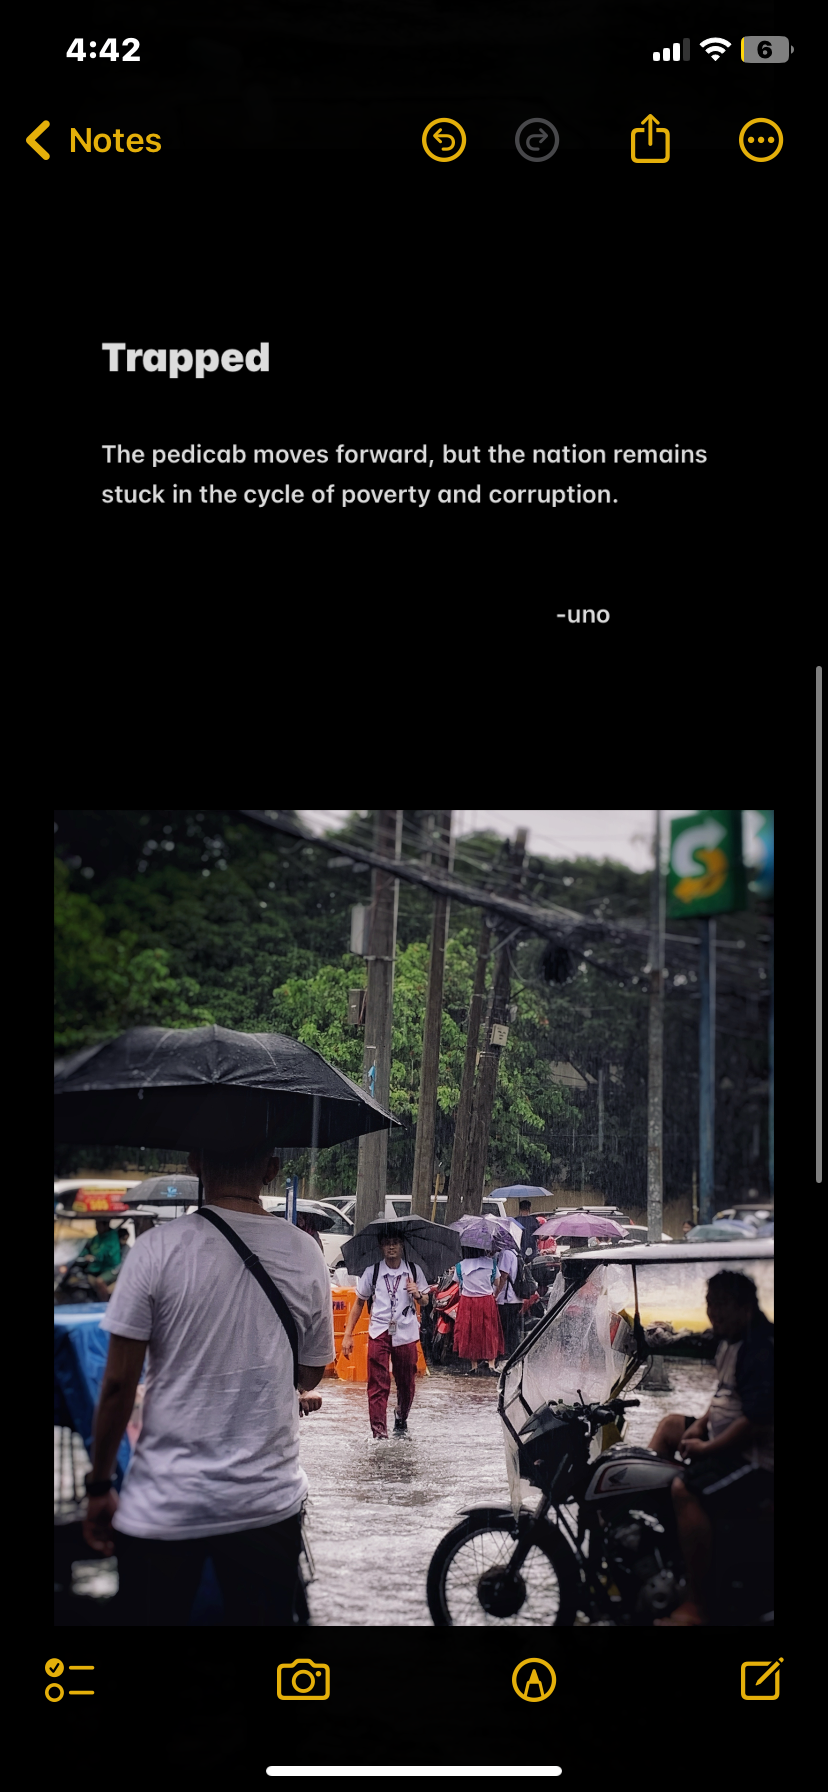 4:42
6
Notes
Trapped
The pedicab moves forward, but the nation remains
stuck in the cycle of poverty and corruption.
-uno
S